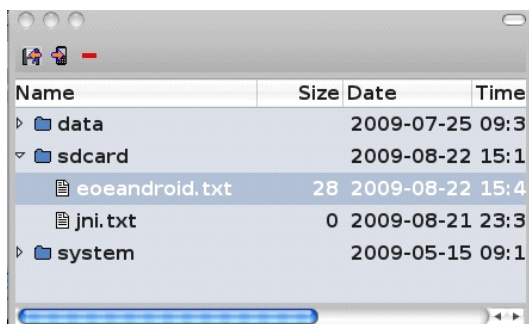 Name Size Date Time
data 2009-07-25 09:3
sdcard 2009-08-22 15:1
eoeandroid.txt 28 2009-08-22 15:4
jni.txt 0 2009-08-21 23:3
system 2009-05-15 09:1